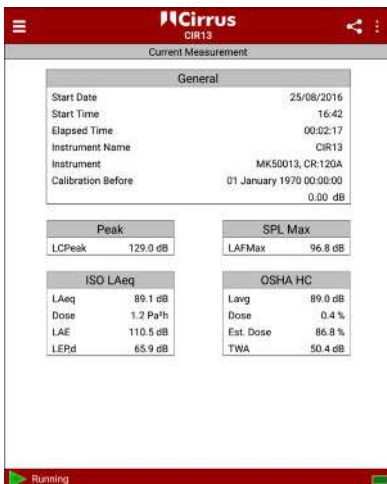 Cirrus
CIR13
Current Measurement
General
Start Date 25/08/2016
Start Time 16:42
Elapsed Time 00:02:17
Instrument Name CIR13
Instrument MK50013, CR:120A
Calibration Before 01 January 1970 00:00:00
0.00 dB
Peak
LCPeak 129.0 dB
SPL Max
LAFMax 96.8 dB
ISO LAeq
LAeq 89.1 dB
Dose 1.2 Pa²h
LAE 110.5 dB
LEP,d 65.9 dB
OSHA HC
Lavg 89.0 dB
Dose 0.4 %
Est. Dose 86.8 %
TWA 50.4 dB
Running